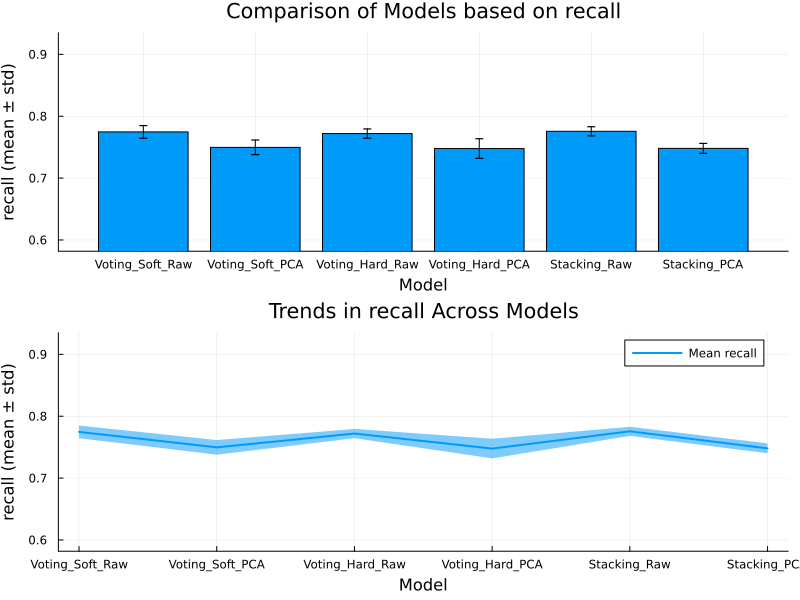 Comparison of Models based on recall
recall (mean ± std)
0.9
0.8
0.7
0.6
Voting_Soft_Raw Voting_Soft_PCA Voting_Hard_Raw Voting_Hard_PCA Stacking_Raw Stacking_PCA
Model
Trends in recall Across Models
recall (mean ± std)
Mean recall
0.9
0.8
0.7
0.6
Voting_Soft_Raw Voting_Soft_PCA Voting_Hard_Raw Voting_Hard_PCA Stacking_Raw Stacking_PC
Model